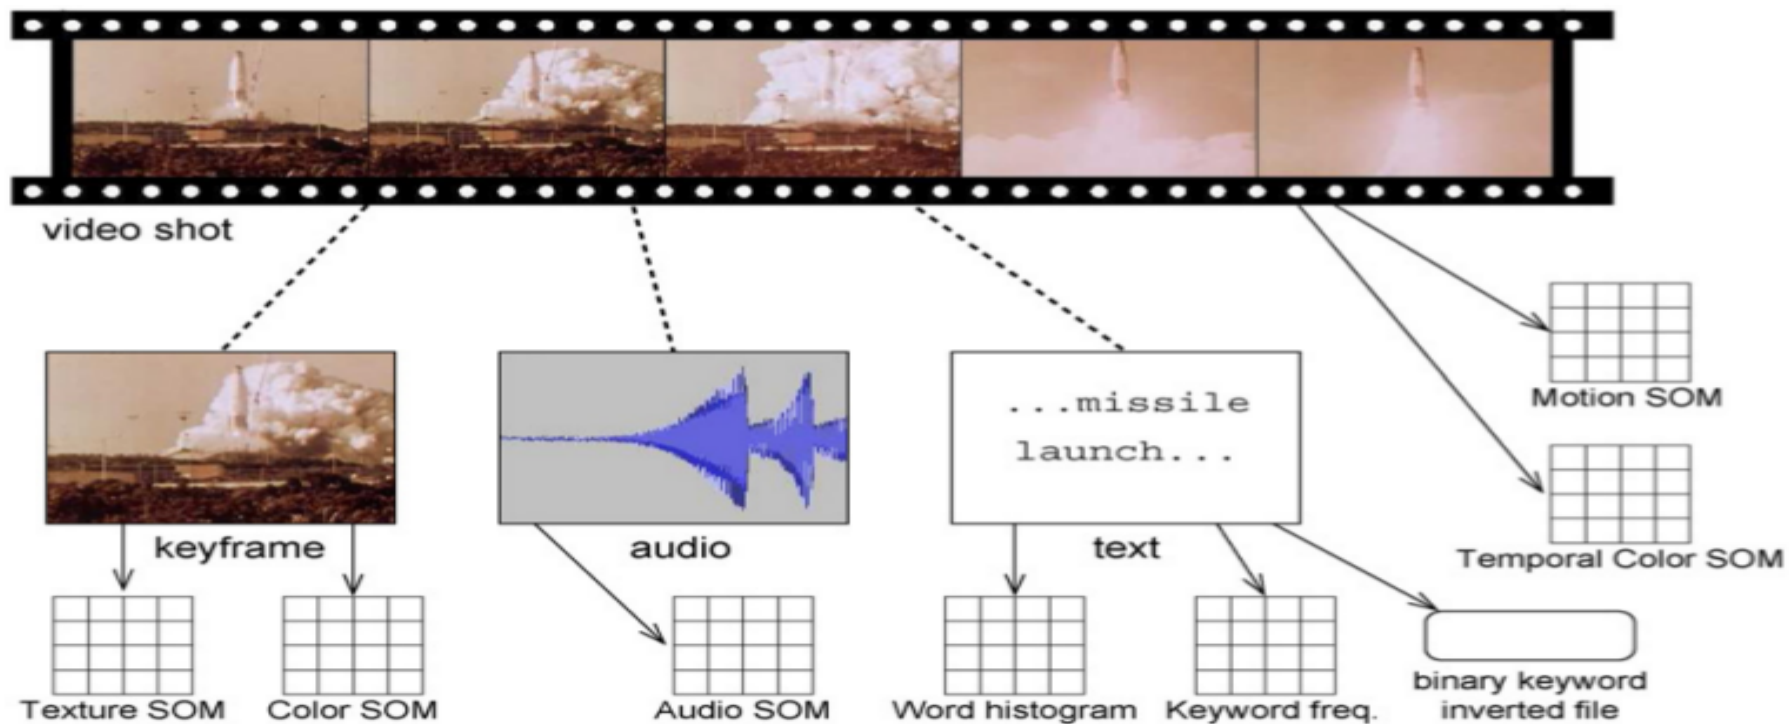 video shot
...missile
launch...
Motion SOM
keyframe
audio
text
Temporal Color SOM
Texture SOM
Color SOM
Audio SOM
Word histogram
Keyword freq.
binary keyword
inverted file